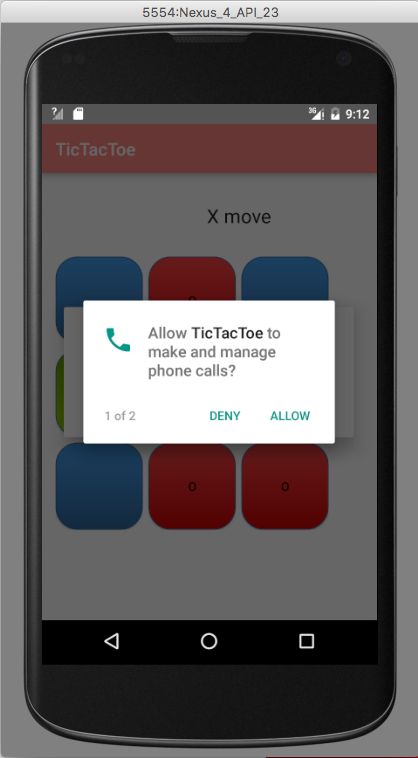 5554:Nexus_4_API_23
3G 9:12
TicTacToe
X move
O
Allow TicTacToe to
make and manage
phone calls?
1 of 2 DENY ALLOW
O O